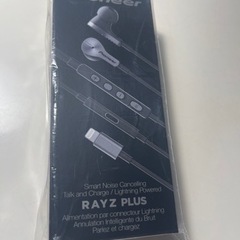 Smart Noise Cancelling
Talk and Charge / Lightning Powered
RAYZ PLUS
Alimentation par connecteur Lightning
Annulation Intelligente du Bruit
Parlez et chargez